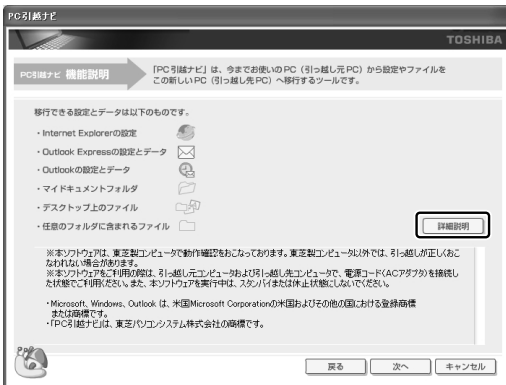 PC引越ナビ
TOSHIBA
PC引越ナビ 機能説明
「PC引越ナビ」は、今までお使いのPC（引っ越し元PC）から設定やファイルを
この新しいPC（引っ越し先PC）へ移行するツールです。
移行できる設定とデータは以下のものです。
・Internet Explorerの設定
・Outlook Expressの設定とデータ
・Outlookの設定とデータ
・マイドキュメントフォルダ
・デスクトップ上のファイル
・任意のフォルダに含まれるファイル
詳細説明
※本ソフトウェアは、東芝製コンピュータで動作確認をおこなっております。東芝製コンピュータ以外では、引っ越しが正しくおこ
なわれない場合があります。
※本ソフトウェアをご利用の際は、引っ越し元コンピュータおよび引っ越し先コンピュータで、電源コード(ACアダプタ)を接続し
た状態でご利用ください。また、本ソフトウェアを実行中は、スタンバイまたは休止状態にしないでください。
・Microsoft、Windows、Outlook は、米国Microsoft Corporationの米国およびその他の国における登録商標
または商標です。
・「PC引越ナビ」は、東芝パソコンシステム株式会社の商標です。
戻る
次へ
キャンセル